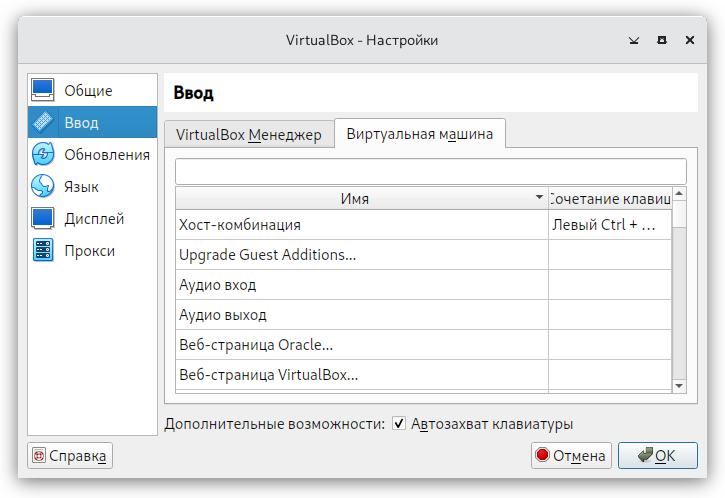 VirtualBox - Настройки
Общие
Ввод
Обновления
Язык
Дисплей
Прокси
Ввод
VirtualBox Менеджер
Виртуальная машина
Имя
Сочетание клавиш
Хост-комбинация
Левый Ctrl + ...
Upgrade Guest Additions...
Аудио вход
Аудио выход
Веб-страница Oracle...
Веб-страница VirtualBox...
Дополнительные возможности: Автозахват клавиатуры
Справка
Отмена
OK